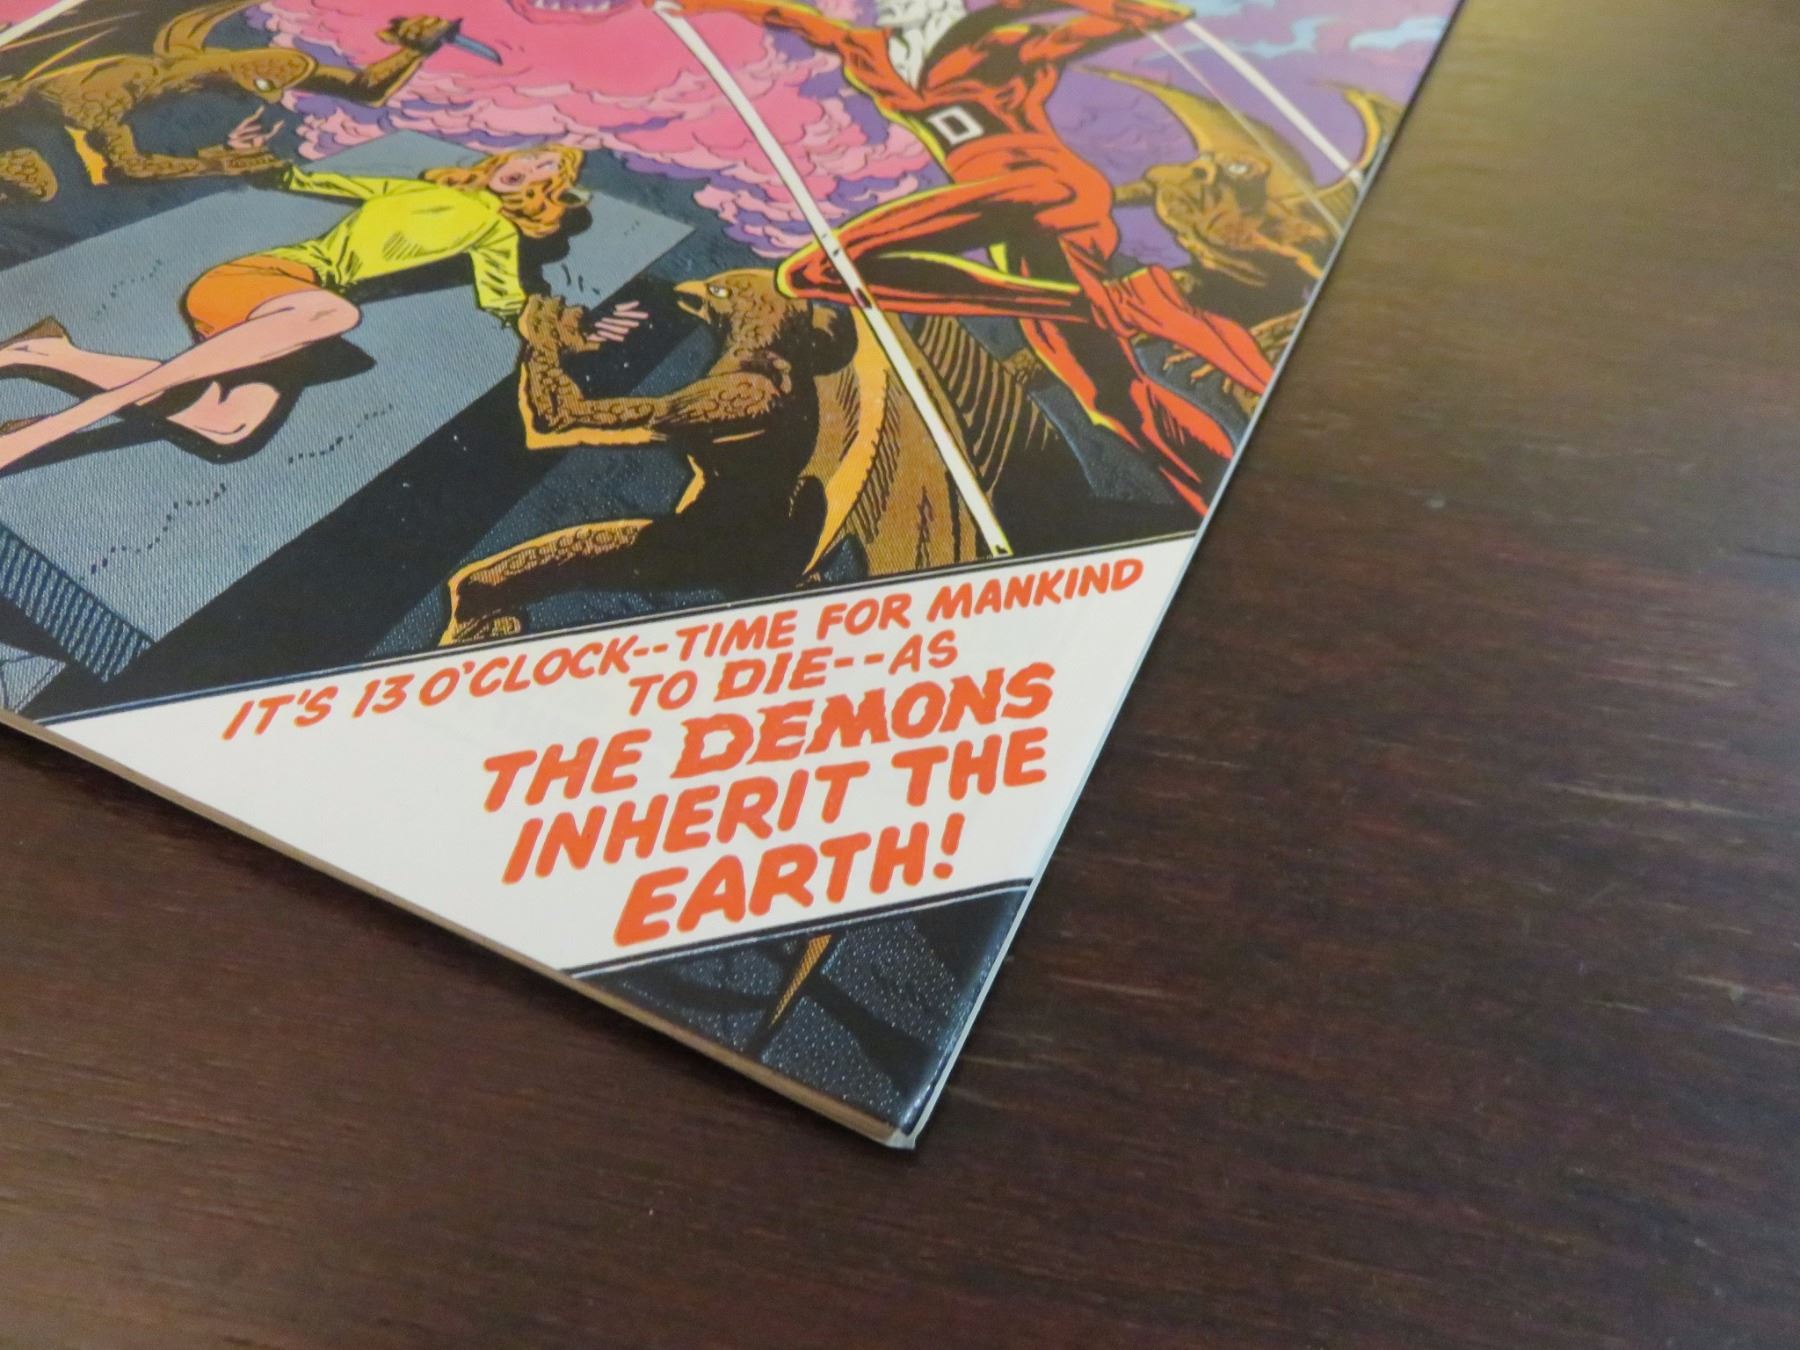 D
IT'S 13 O'CLOCK--TIME FOR MANKIND
TO DIE--AS
THE DEMONS
INHERIT THE
EARTH!